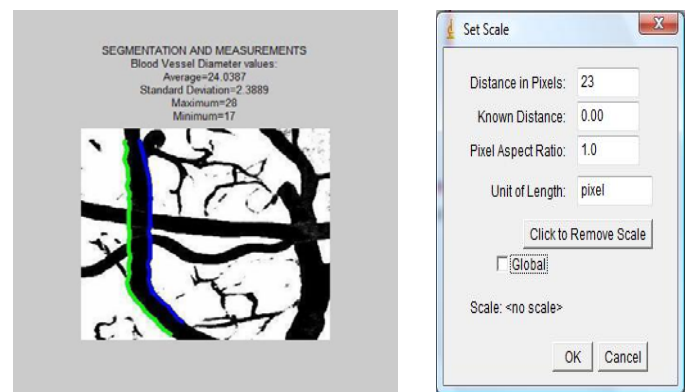 SEGMENTATION AND MEASUREMENTS
Blood Vessel Diameter values:
Average=24.0387
Standard Deviation=2.3889
Maximum=28
Minimum=17
Set Scale
Distance in Pixels: 23
Known Distance: 0.00
Pixel Aspect Ratio: 1.0
Unit of Length: pixel
Click to Remove Scale
Global
Scale: <no scale>
OK Cancel